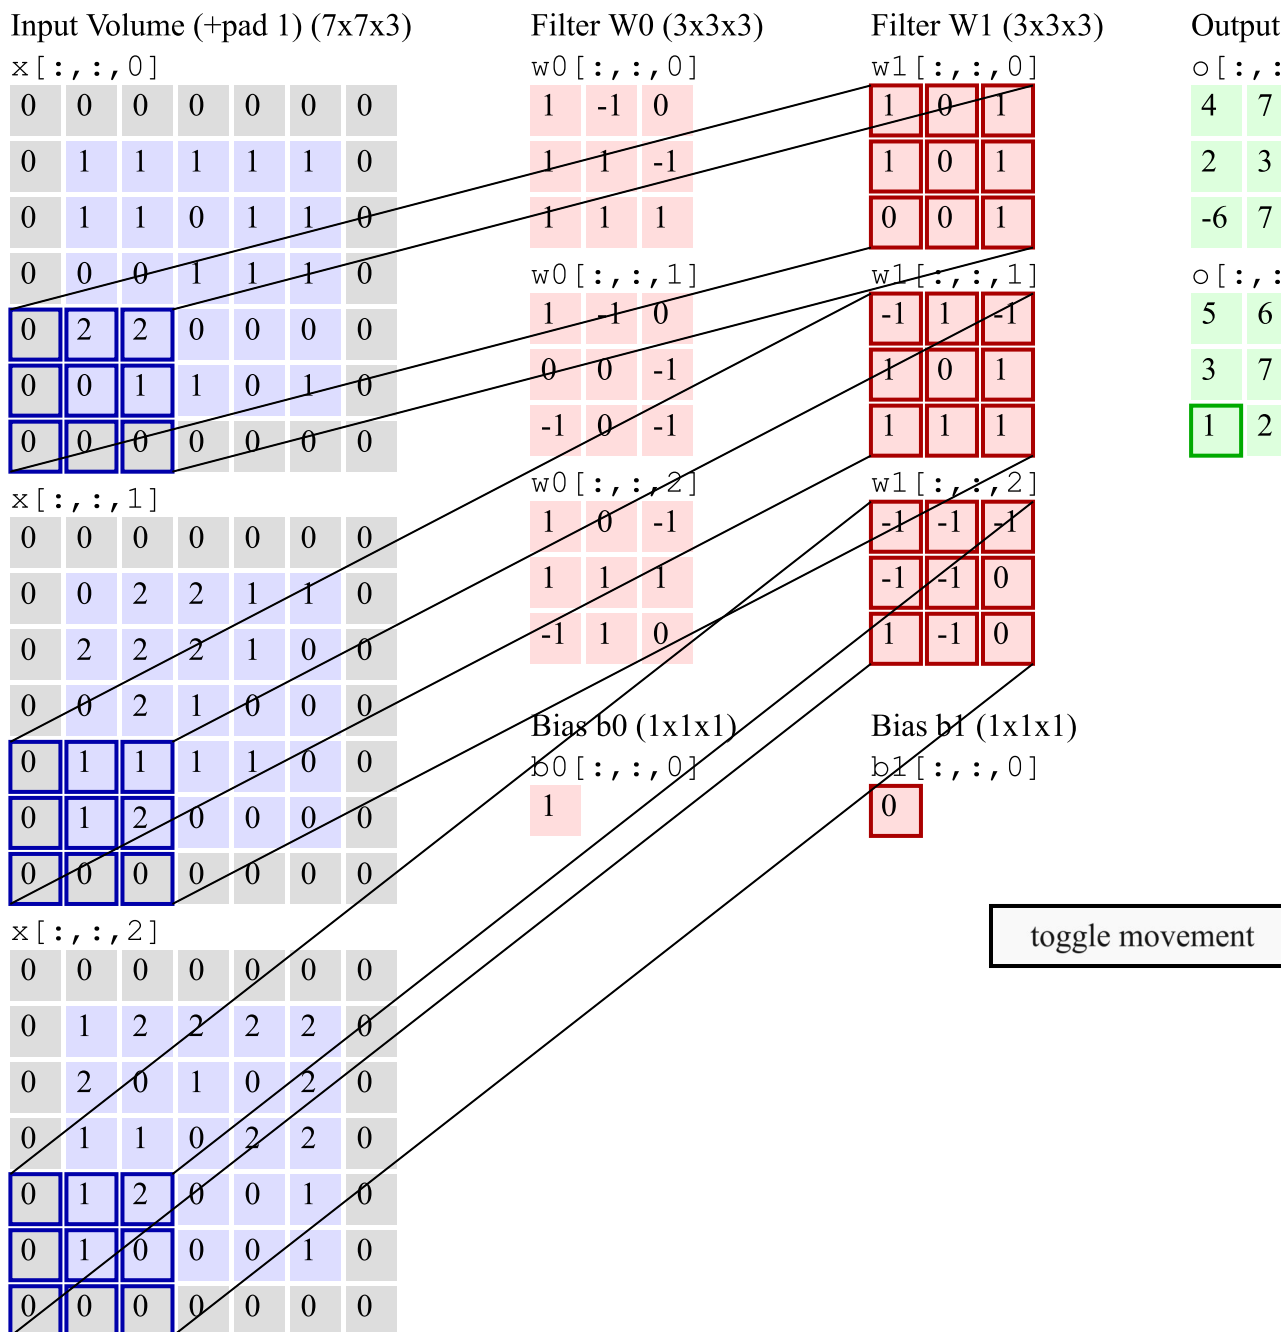 Input Volume (+pad 1) (7x7x3)
x[:,:,0]
0 0 0 0 0 0 0
0 1 1 1 1 1 0
0 1 1 0 1 1 0
0 0 0 1 1 1 0
0 2 2 0 0 0 0
0 0 1 1 0 1 0
0 0 0 0 0 0 0
x[:,:,1]
0 0 0 0 0 0 0
0 0 2 2 1 1 0
0 2 2 2 1 0 0
0 0 2 1 0 0 0
0 1 1 1 1 0 0
0 1 2 0 0 0 0
0 0 0 0 0 0 0
x[:,:,2]
0 0 0 0 0 0 0
0 1 2 2 2 2 0
0 2 0 1 0 2 0
0 1 1 0 2 2 0
0 1 2 0 0 1 0
0 1 0 0 0 1 0
0 0 0 0 0 0 0
Filter W0 (3x3x3)
w0[:,:,0]
1 -1 0
1 1 -1
1 1 1
w0[:,:,1]
1 -1 0
0 0 -1
-1 0 -1
w0[:,:,2]
1 0 -1
1 1 1
-1 1 0
Bias b0 (1x1x1)
b0[:,:,0]
1
Filter W1 (3x3x3)
w1[:,:,0]
1 0 1
1 0 1
0 0 1
w1[:,:,1]
-1 1 -1
1 0 1
1 1 1
w1[:,:,2]
-1 -1 -1
-1 -1 0
1 -1 0
Bias b1 (1x1x1)
b1[:,:,0]
0
Output
o[:,:
4 7
2 3
-6 7
o[:,:
5 6
3 7
1 2
toggle movement